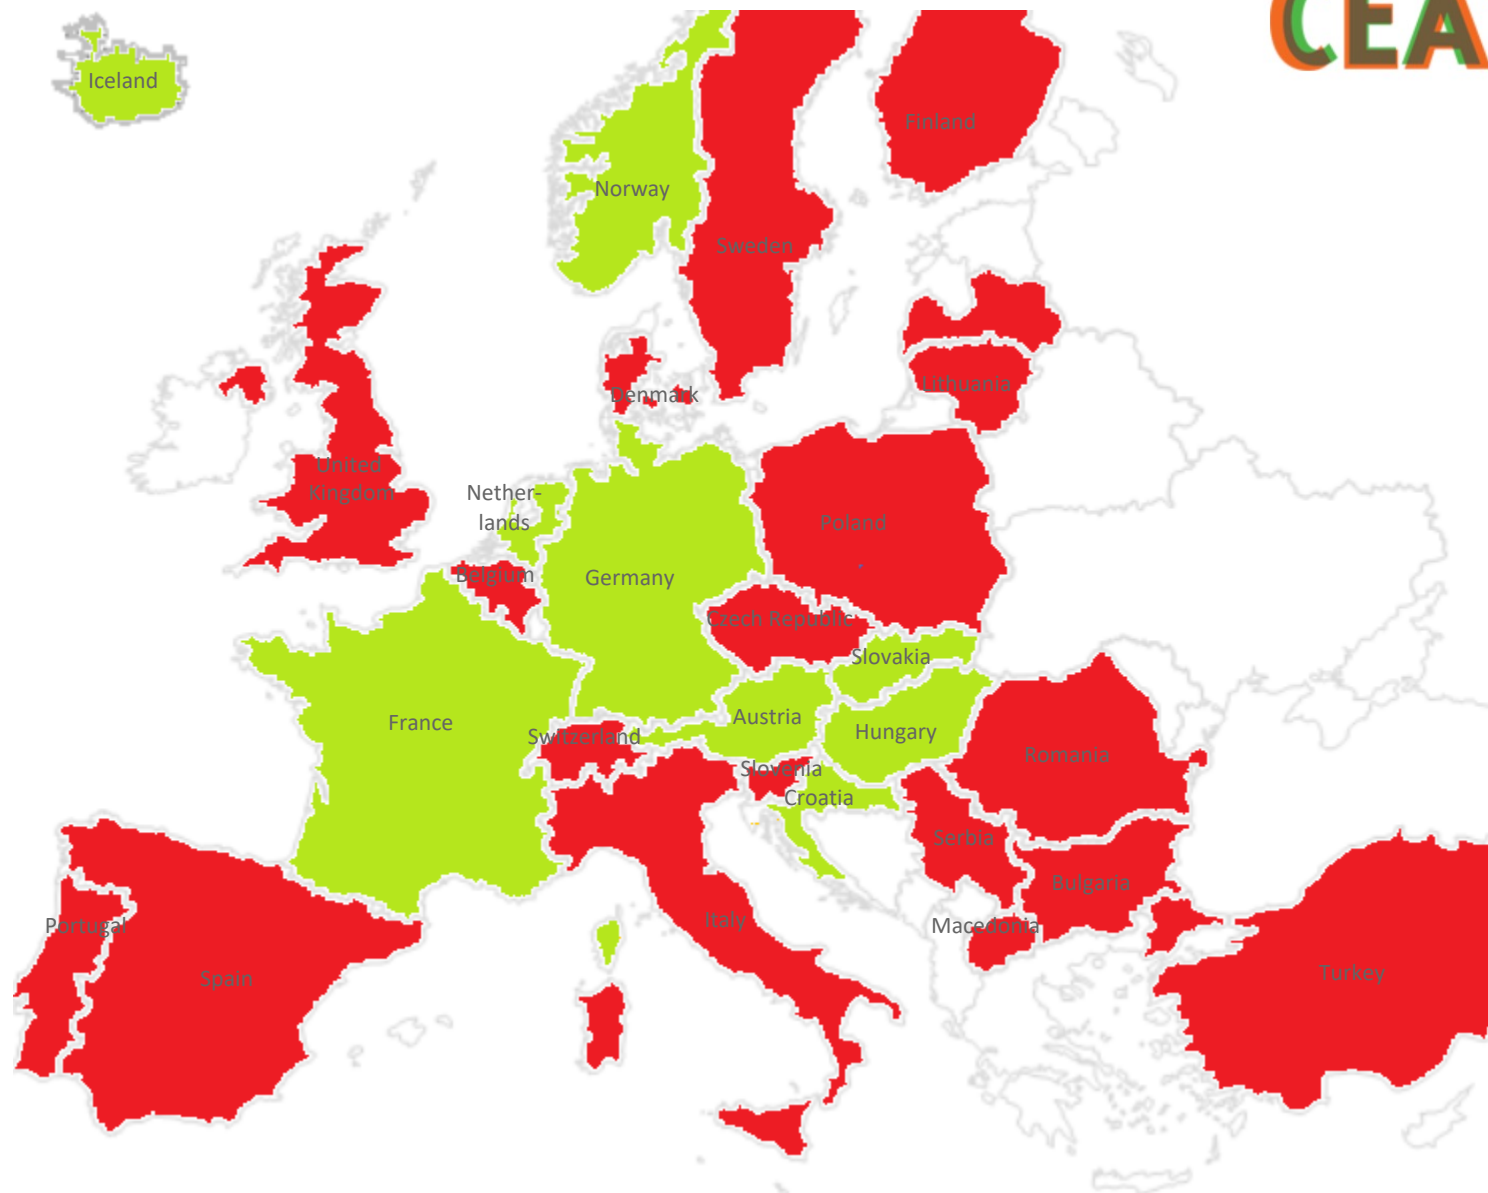 CEA
Iceland
Finland
Norway
Sweden
Lithuania
Denmark
United
Kingdom
Nether-
lands
Poland
Belgium
Germany
Czech Republic
Slovakia
Austria
France
Hungary
Switzerland
Romania
Slovenia
Croatia
Serbia
Bulgaria
Italy
Portugal
Macedonia
Turkey
Spain